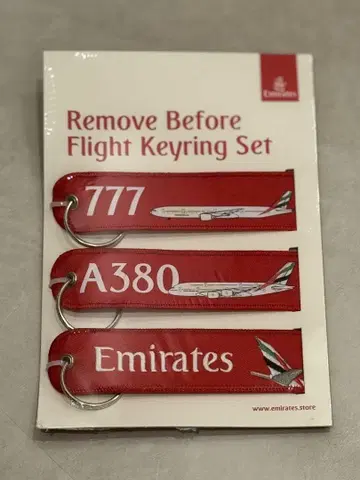 Emirates
Remove Before
Flight Keyring Set
777
A380
Emirates
www.emirates.store